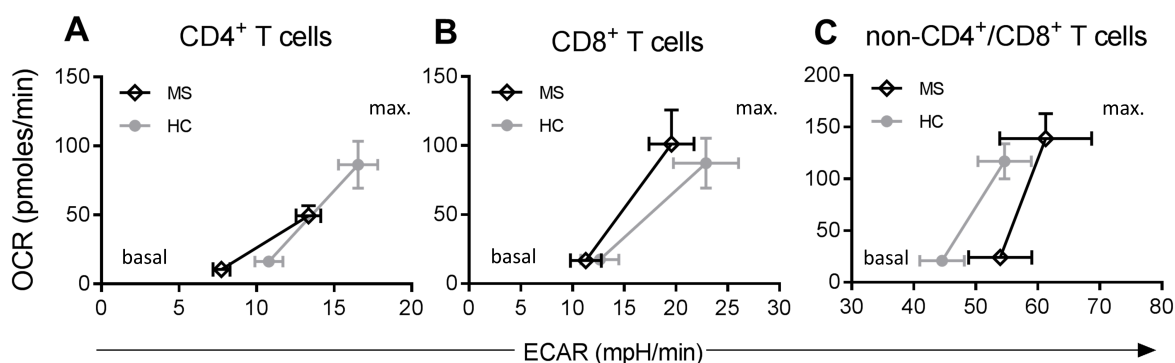 A CD4⁺ T cells
B CD8⁺ T cells
C non-CD4⁺/CD8⁺ T cells
OCR (pmoles/min)
150
100
50
0
MS
HC
max.
basal
0 5 10 15 20
150
100
50
0
MS
HC
max.
basal
0 5 10 15 20 25 30
200
150
100
50
0
MS
HC
max.
basal
30 40 50 60 70 80
ECAR (mpH/min)